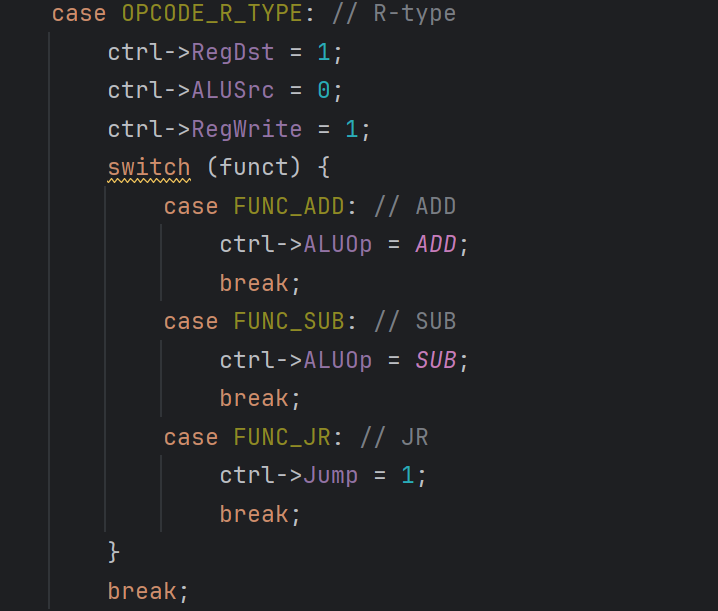 case OPCODE_R_TYPE: // R-type
ctrl->RegDst = 1;
ctrl->ALUSrc = 0;
ctrl->RegWrite = 1;
switch (funct) {
case FUNC_ADD: // ADD
ctrl->ALUOp = ADD;
break;
case FUNC_SUB: // SUB
ctrl->ALUOp = SUB;
break;
case FUNC_JR: // JR
ctrl->Jump = 1;
break;
}
break;